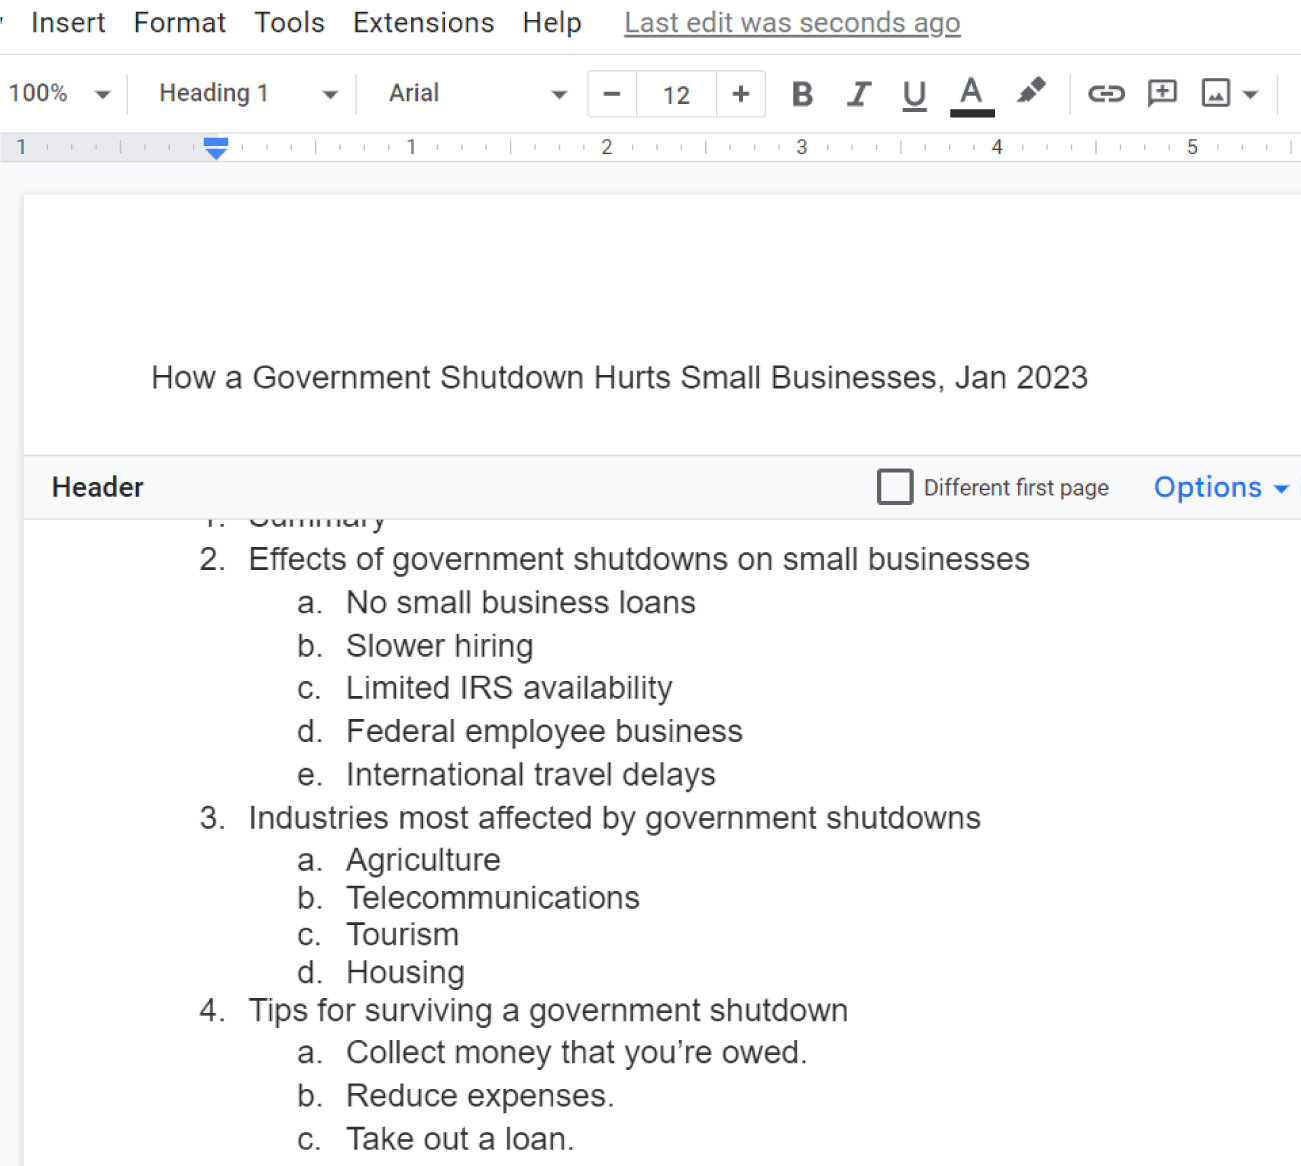 Insert Format Tools Extensions Help Last edit was seconds ago
100% Heading 1 Arial − 12 + B I U A
1 1 2 3 4 5
How a Government Shutdown Hurts Small Businesses, Jan 2023
Header Different first page Options
1. Summary
2. Effects of government shutdowns on small businesses
a. No small business loans
b. Slower hiring
c. Limited IRS availability
d. Federal employee business
e. International travel delays
3. Industries most affected by government shutdowns
a. Agriculture
b. Telecommunications
c. Tourism
d. Housing
4. Tips for surviving a government shutdown
a. Collect money that you’re owed.
b. Reduce expenses.
c. Take out a loan.